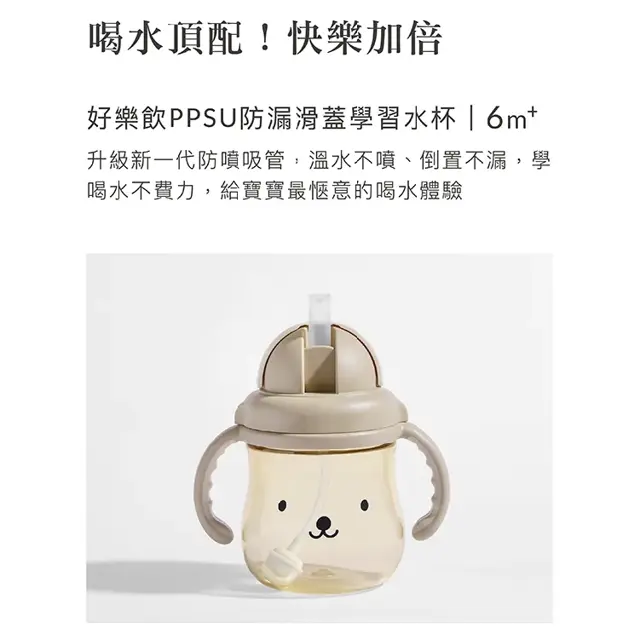 喝水頂配！快樂加倍
好樂飲PPSU防漏滑蓋學習水杯｜6m⁺
升級新一代防噴吸管，溫水不噴、倒置不漏，學
喝水不費力，給寶寶最愜意的喝水體驗